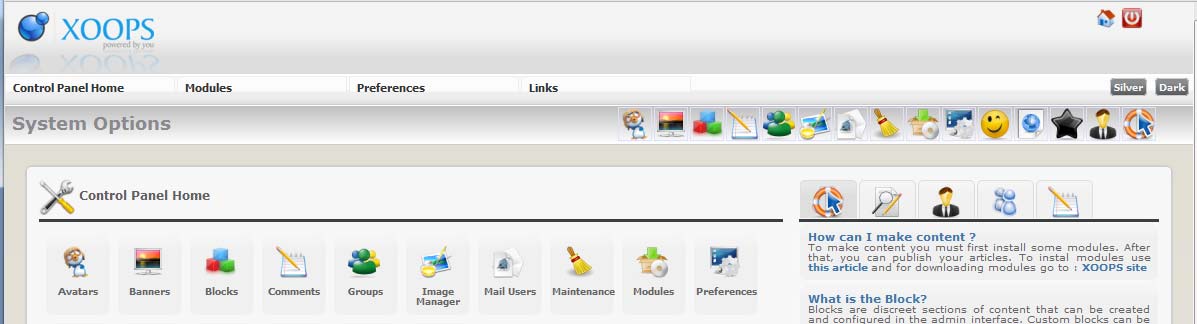 XOOPS
powered by you
Control Panel Home Modules Preferences Links Silver Dark
System Options
Control Panel Home
Avatars Banners Blocks Comments Groups Image Manager Mail Users Maintenance Modules Preferences
How can I make content ?
To make content you must first install some modules. After
that, you can publish your articles. To instal modules use
this article and for downloading modules go to : XOOPS site
What is the Block?
Blocks are discreet sections of content that can be created
and configured in the admin interface. Custom blocks can be